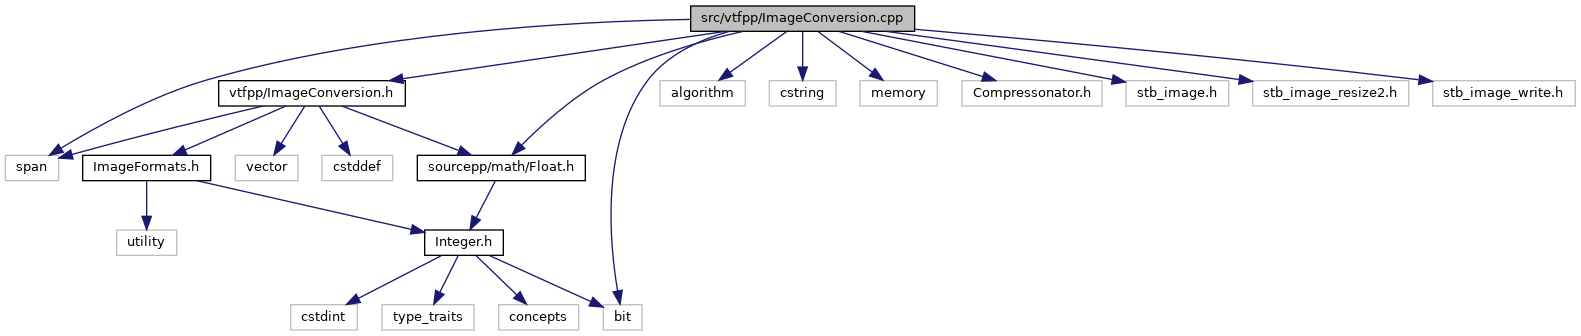 src/vtfpp/ImageConversion.cpp
vtfpp/ImageConversion.h
algorithm
cstring
memory
Compressonator.h
stb_image.h
stb_image_resize2.h
stb_image_write.h
span
ImageFormats.h
vector
cstddef
sourcepp/math/Float.h
utility
Integer.h
cstdint
type_traits
concepts
bit